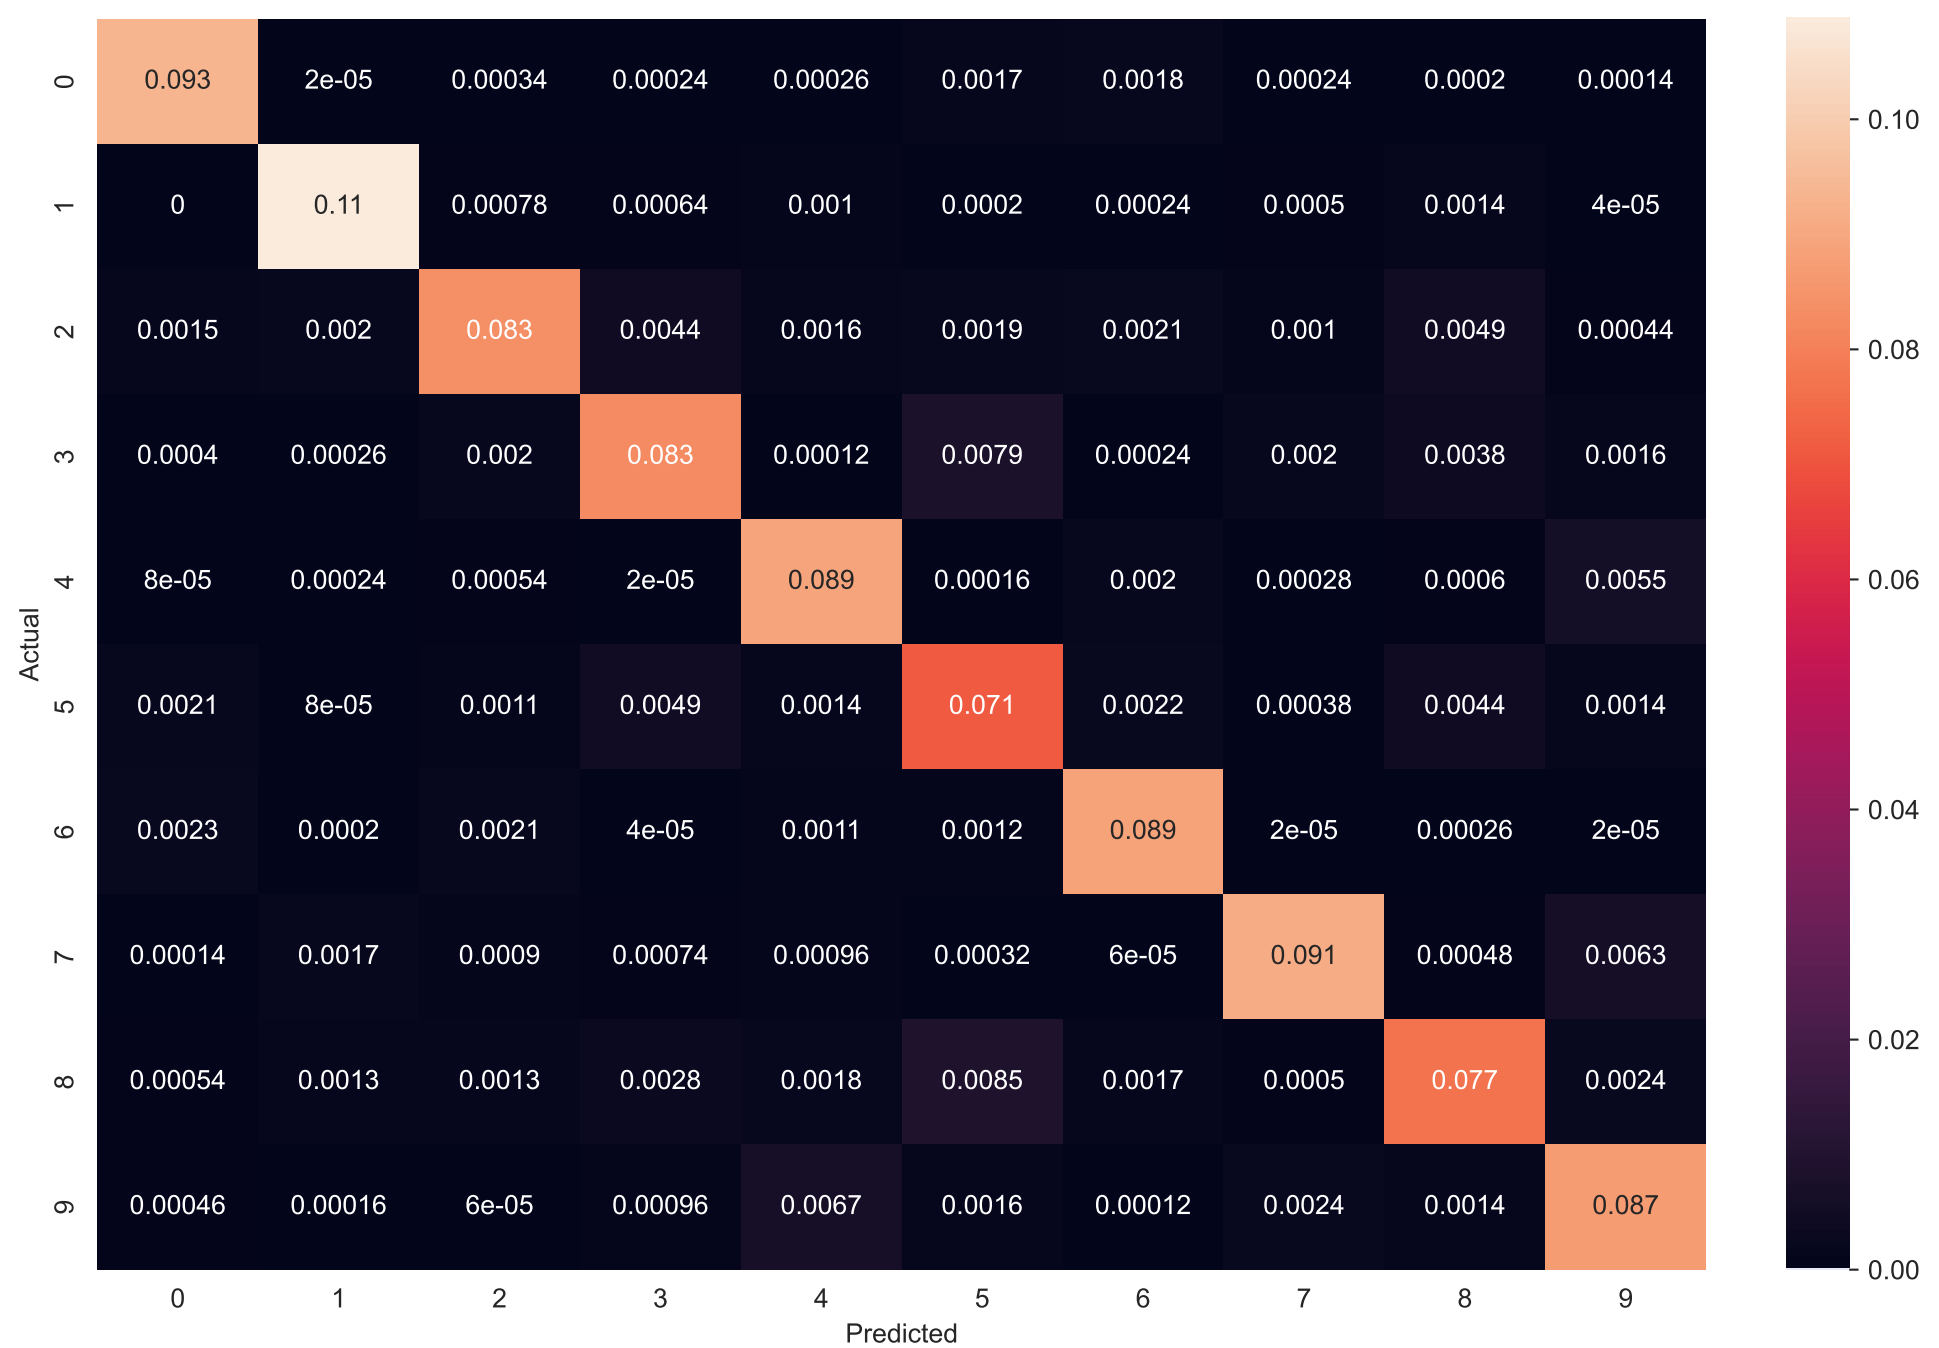 0 0.093 2e-05 0.00034 0.00024 0.00026 0.0017 0.0018 0.00024 0.0002 0.00014
1 0 0.11 0.00078 0.00064 0.001 0.0002 0.00024 0.0005 0.0014 4e-05
2 0.0015 0.002 0.083 0.0044 0.0016 0.0019 0.0021 0.001 0.0049 0.00044
3 0.0004 0.00026 0.002 0.083 0.00012 0.0079 0.00024 0.002 0.0038 0.0016
4 8e-05 0.00024 0.00054 2e-05 0.089 0.00016 0.002 0.00028 0.0006 0.0055
Actual
5 0.0021 8e-05 0.0011 0.0049 0.0014 0.071 0.0022 0.00038 0.0044 0.0014
6 0.0023 0.0002 0.0021 4e-05 0.0011 0.0012 0.089 2e-05 0.00026 2e-05
7 0.00014 0.0017 0.0009 0.00074 0.00096 0.00032 6e-05 0.091 0.00048 0.0063
8 0.00054 0.0013 0.0013 0.0028 0.0018 0.0085 0.0017 0.0005 0.077 0.0024
9 0.00046 0.00016 6e-05 0.00096 0.0067 0.0016 0.00012 0.0024 0.0014 0.087
0 1 2 3 4 5 6 7 8 9
Predicted
0.10
0.08
0.06
0.04
0.02
0.00